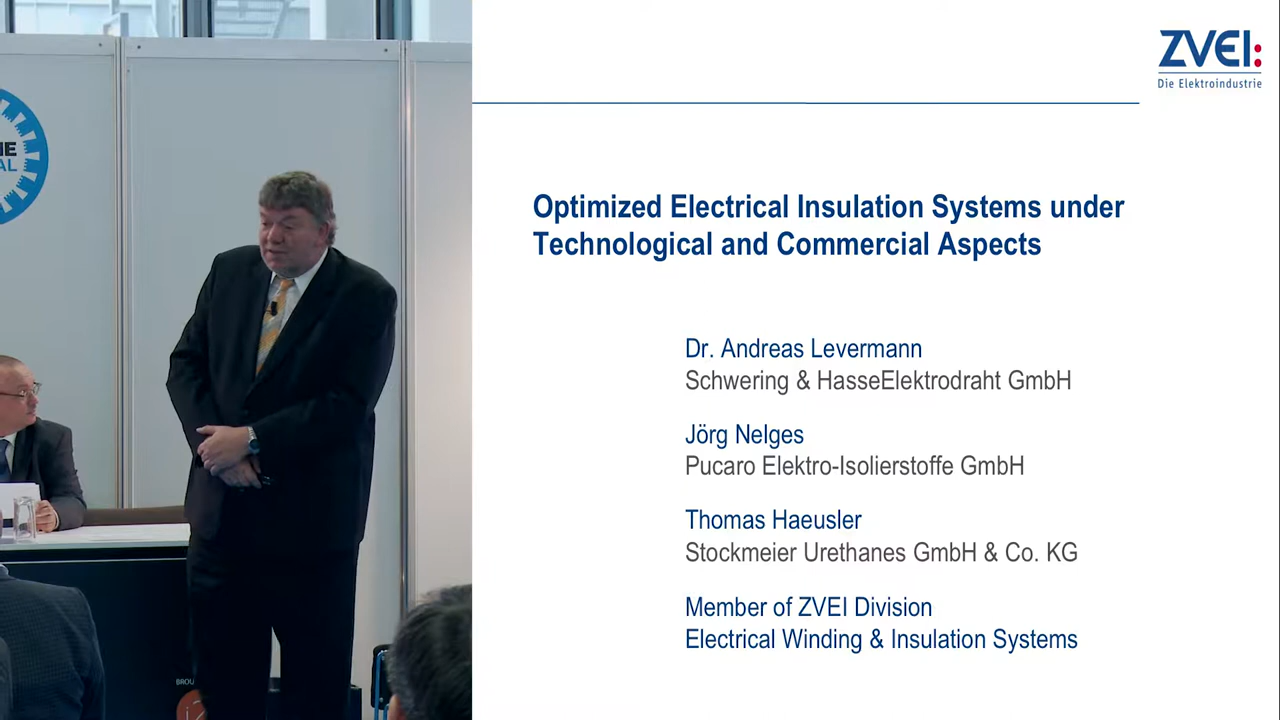 ZVEI:
Die Elektroindustrie
Optimized Electrical Insulation Systems under
Technological and Commercial Aspects
Dr. Andreas Levermann
Schwering & HasseElektrodraht GmbH
Jörg Nelges
Pucaro Elektro-Isolierstoffe GmbH
Thomas Haeusler
Stockmeier Urethanes GmbH & Co. KG
Member of ZVEI Division
Electrical Winding & Insulation Systems